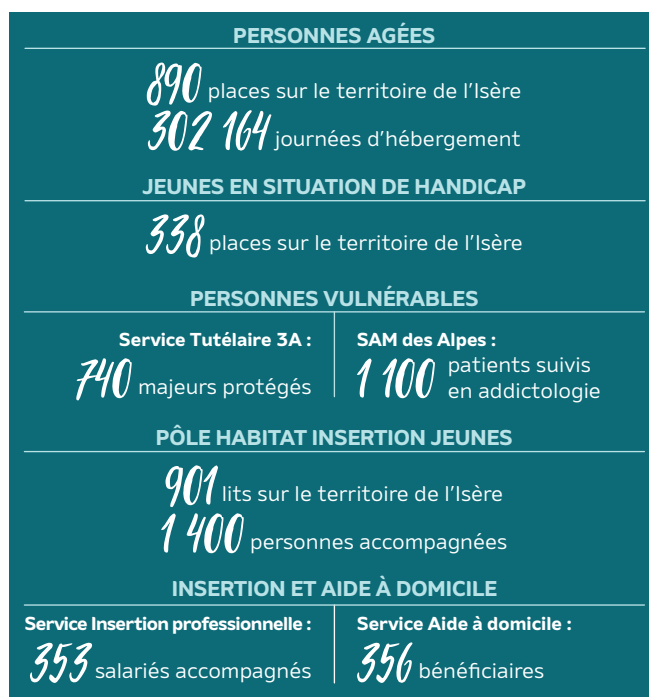 PERSONNES AGÉES
890 places sur le territoire de l'Isère
302 164 journées d'hébergement
JEUNES EN SITUATION DE HANDICAP
338 places sur le territoire de l'Isère
PERSONNES VULNÉRABLES
Service Tutélaire 3A :
740 majeurs protégés
SAM des Alpes :
1 100 patients suivis
en addictologie
PÔLE HABITAT INSERTION JEUNES
901 lits sur le territoire de l'Isère
1 400 personnes accompagnées
INSERTION ET AIDE À DOMICILE
Service Insertion professionnelle :
353 salariés accompagnés
Service Aide à domicile :
356 bénéficiaires